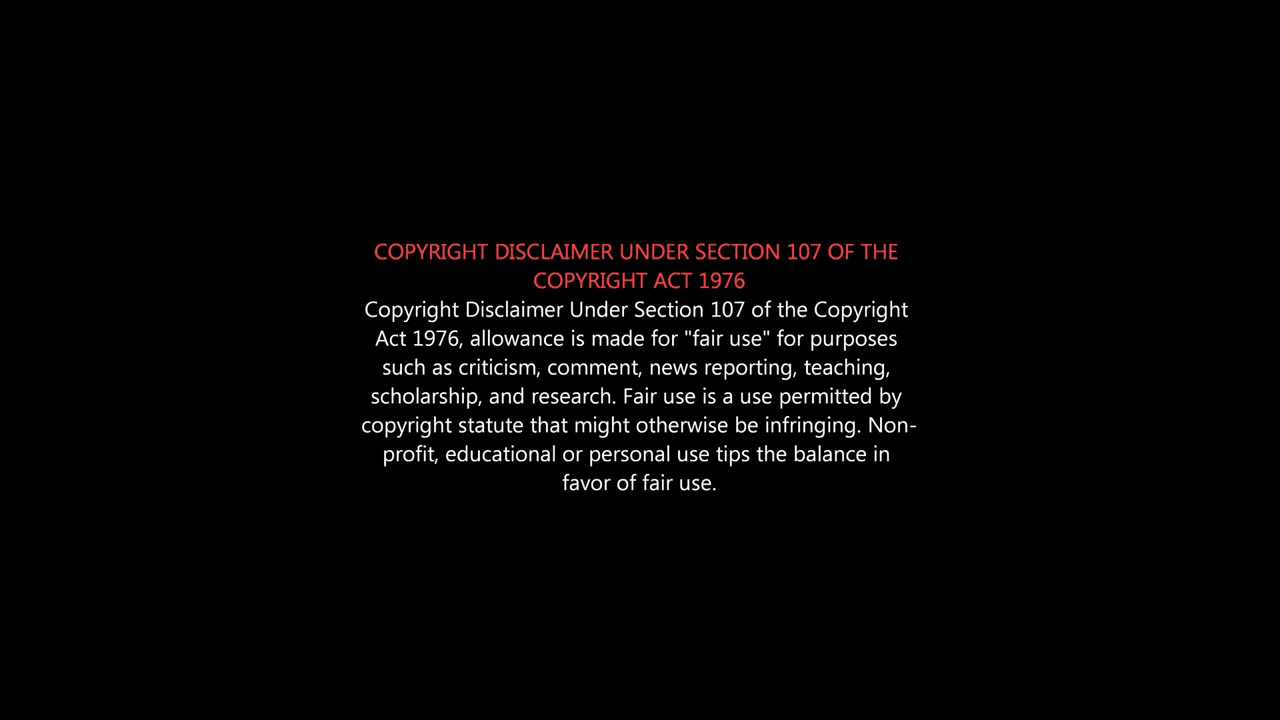 COPYRIGHT DISCLAIMER UNDER SECTION 107 OF THE
COPYRIGHT ACT 1976
Copyright Disclaimer Under Section 107 of the Copyright
Act 1976, allowance is made for "fair use" for purposes
such as criticism, comment, news reporting, teaching,
scholarship, and research. Fair use is a use permitted by
copyright statute that might otherwise be infringing. Non-
profit, educational or personal use tips the balance in
favor of fair use.